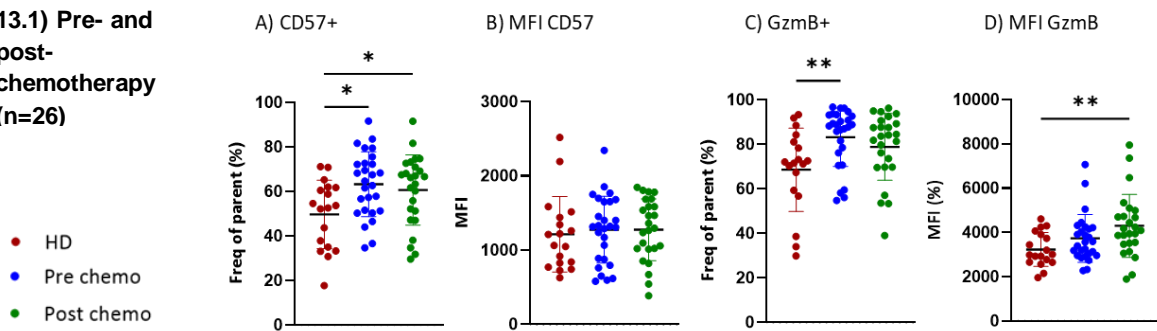 13.1) Pre- and
post-
chemotherapy
(n=26)
HD
Pre chemo
Post chemo
A) CD57+
*
*
Freq of parent (%)
100
80
60
40
20
0
B) MFI CD57
MFI
3000
2000
1000
0
C) GzmB+
**
Freq of parent (%)
100
80
60
40
20
0
D) MFI GzmB
**
MFI (%)
10000
8000
6000
4000
2000
0